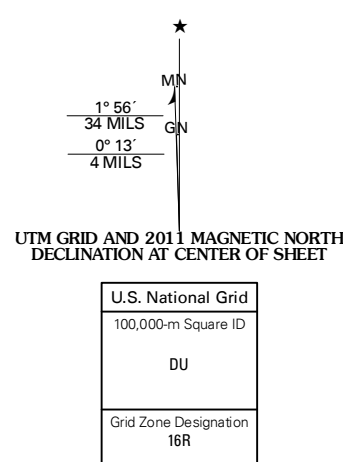 MN
1° 56´
34 MILS
GN
0° 13´
4 MILS
UTM GRID AND 2011 MAGNETIC NORTH
DECLINATION AT CENTER OF SHEET
U.S. National Grid
100,000-m Square ID
DU
Grid Zone Designation
16R